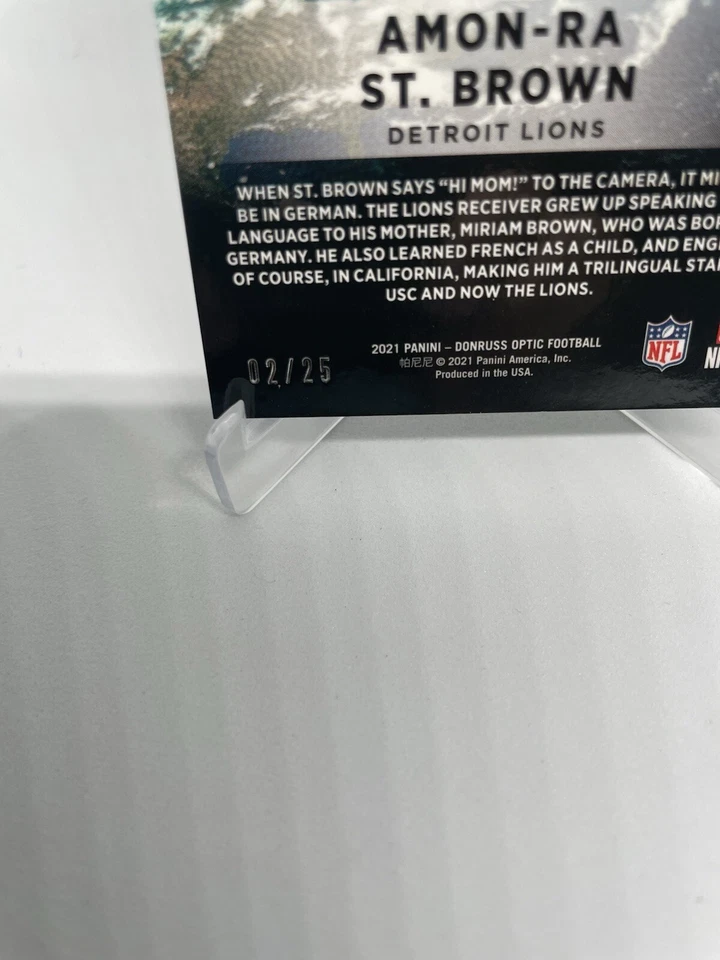 AMON-RA
ST. BROWN
DETROIT LIONS
WHEN ST. BROWN SAYS “HI MOM!” TO THE CAMERA, IT
BE IN GERMAN. THE LIONS RECEIVER GREW UP SPEAKING
LANGUAGE TO HIS MOTHER, MIRIAM BROWN, WHO WAS
GERMANY. HE ALSO LEARNED FRENCH AS A CHILD, AND
OF COURSE, IN CALIFORNIA, MAKING HIM A TRILINGUAL
USC AND NOW THE LIONS.
2021 PANINI – DONRUSS OPTIC FOOTBALL
帕尼尼 © 2021 Panini America, Inc.
Produced in the USA.
02/25
NFL